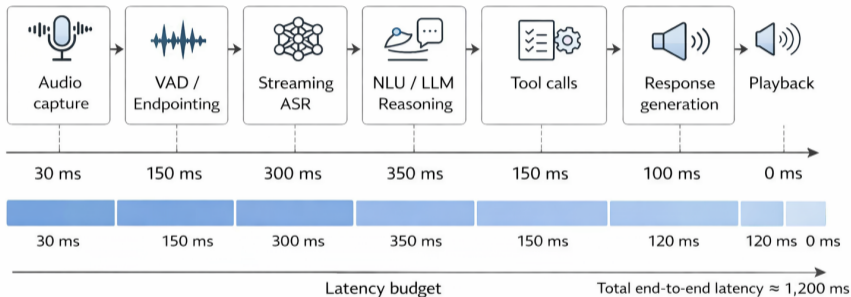 Audio capture
VAD / Endpointing
Streaming ASR
NLU / LLM Reasoning
Tool calls
Response generation
Playback
30 ms 150 ms 300 ms 350 ms 150 ms 100 ms 0 ms
30 ms 150 ms 300 ms 350 ms 150 ms 120 ms 120 ms 0 ms
Latency budget
Total end-to-end latency ≈ 1,200 ms